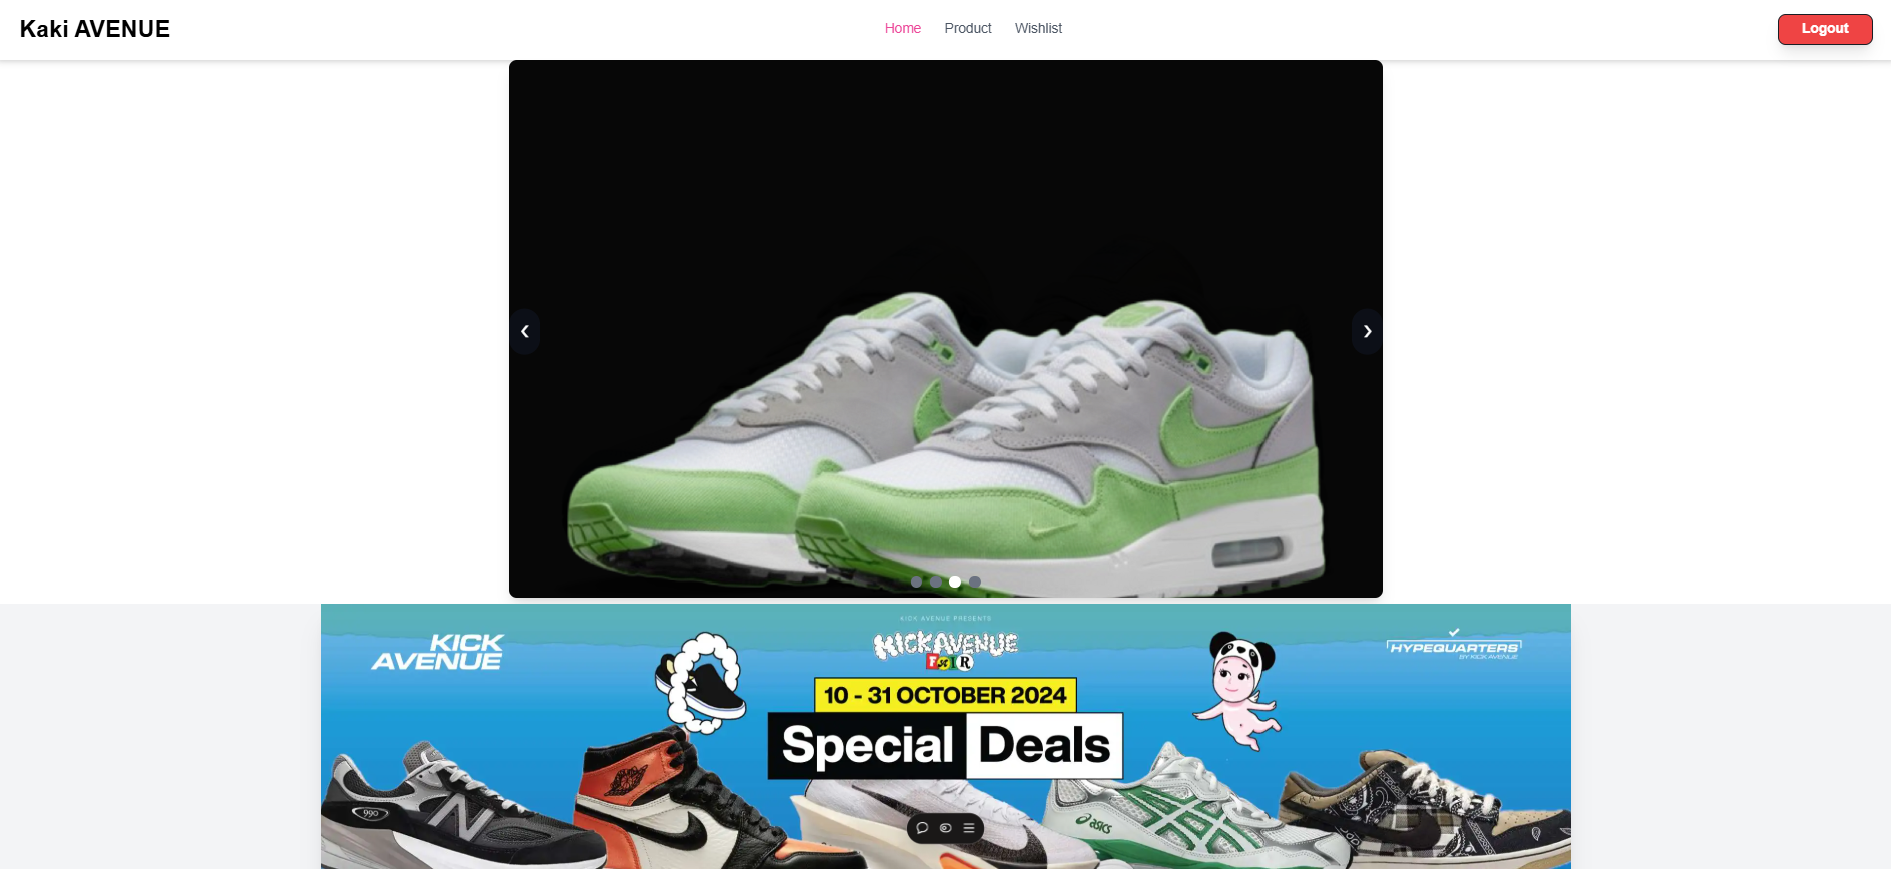 Kaki AVENUE
Home
Product
Wishlist
Logout
‹
›
KICK AVENUE PRESENTS
KICK
AVENUE
KICK AVENUE
FAIR
HYPEQUARTERS
BY KICK AVENUE
10 - 31 OCTOBER 2024
Special Deals
990
N
asics